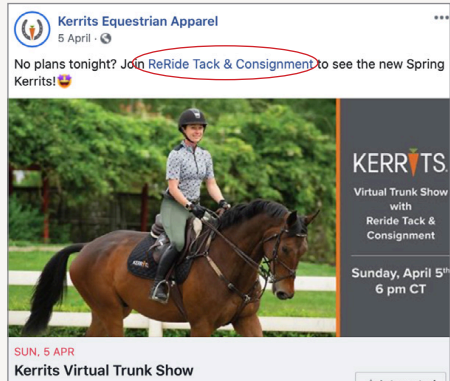 Kerrits Equestrian Apparel
5 April ·
No plans tonight? Join ReRide Tack & Consignment to see the new Spring
Kerrits!🤩
KERRITS
KERRITS.
Virtual Trunk Show
with
Reride Tack &
Consignment
Sunday, April 5th
6 pm CT
SUN, 5 APR
Kerrits Virtual Trunk Show